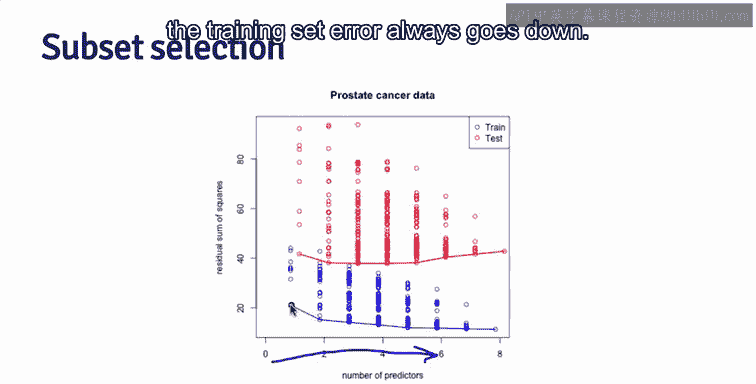 the training set error always goes down.
Subset selection
Prostate cancer data
Train
Test
80
60
40
20
residual sum of squares
0 2 4 6 8
number of predictors